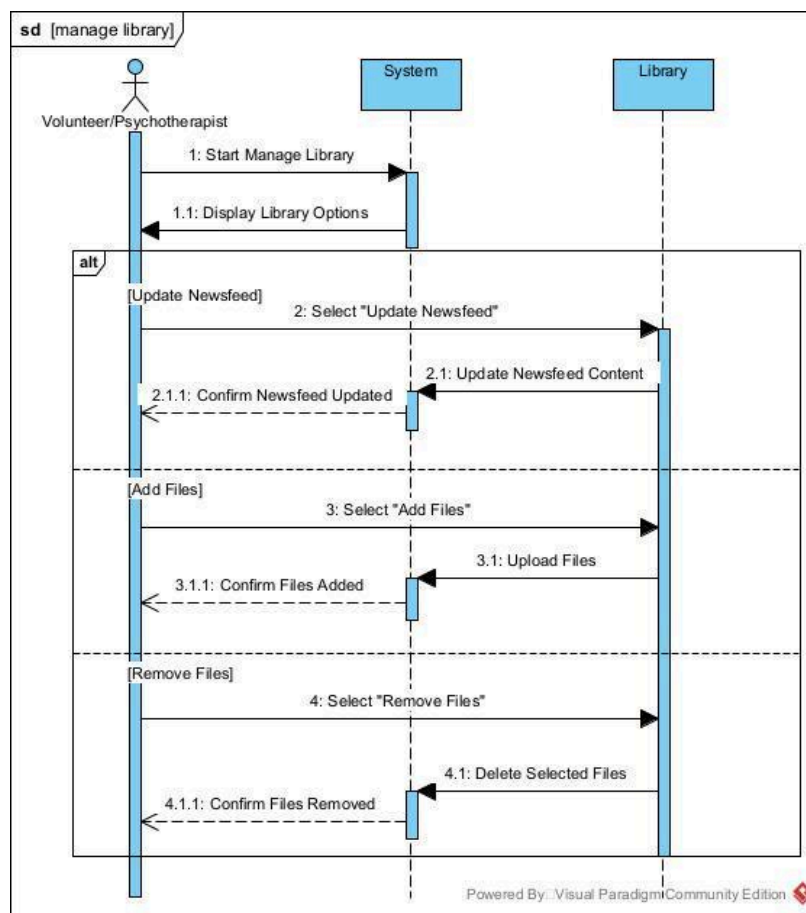 sd [manage library]
System
Library
Volunteer/Psychotherapist
1: Start Manage Library
1.1: Display Library Options
alt
[Update Newsfeed]
2: Select "Update Newsfeed"
2.1: Update Newsfeed Content
2.1.1: Confirm Newsfeed Updated
[Add Files]
3: Select "Add Files"
3.1: Upload Files
3.1.1: Confirm Files Added
[Remove Files]
4: Select "Remove Files"
4.1: Delete Selected Files
4.1.1: Confirm Files Removed
Powered By Visual Paradigm Community Edition